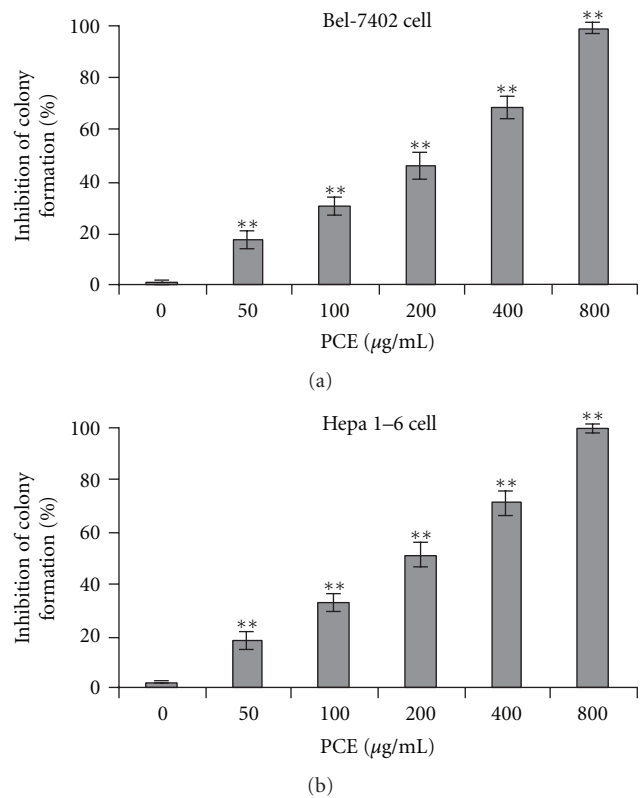 Bel-7402 cell
Inhibition of colony
formation (%)
100
80
60
40
20
0
**
**
**
**
**
0 50 100 200 400 800
PCE (µg/mL)
(a)
Hepa 1–6 cell
Inhibition of colony
formation (%)
100
80
60
40
20
0
**
**
**
**
**
0 50 100 200 400 800
PCE (µg/mL)
(b)